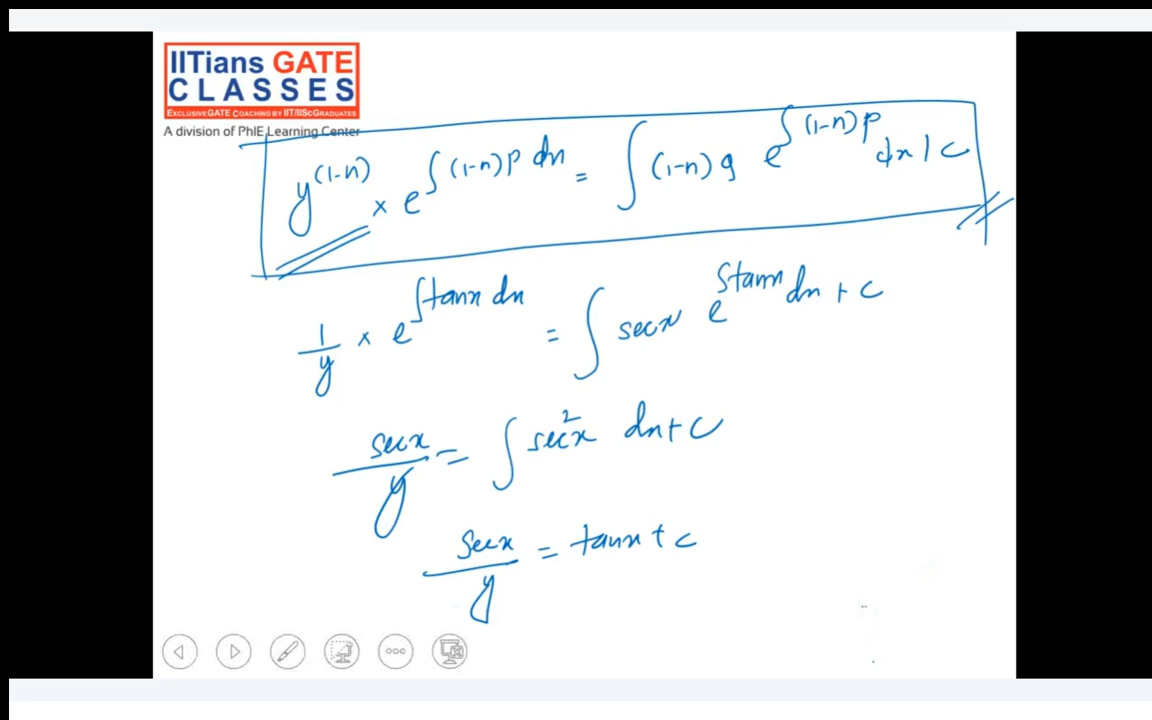 IITians GATE
CLASSES
EXCLUSIVE GATE COACHING BY IIT/IISc GRADUATES
A division of PhIE Learning Center
y^(1-n) × e^∫(1-n)p dx = ∫ (1-n) q e^∫(1-n)p dx + c
1/y × e^∫tanx dx = ∫ secx e^∫tanx dx + c
secx/y = ∫ sec²x dx + c
secx/y = tanx + c